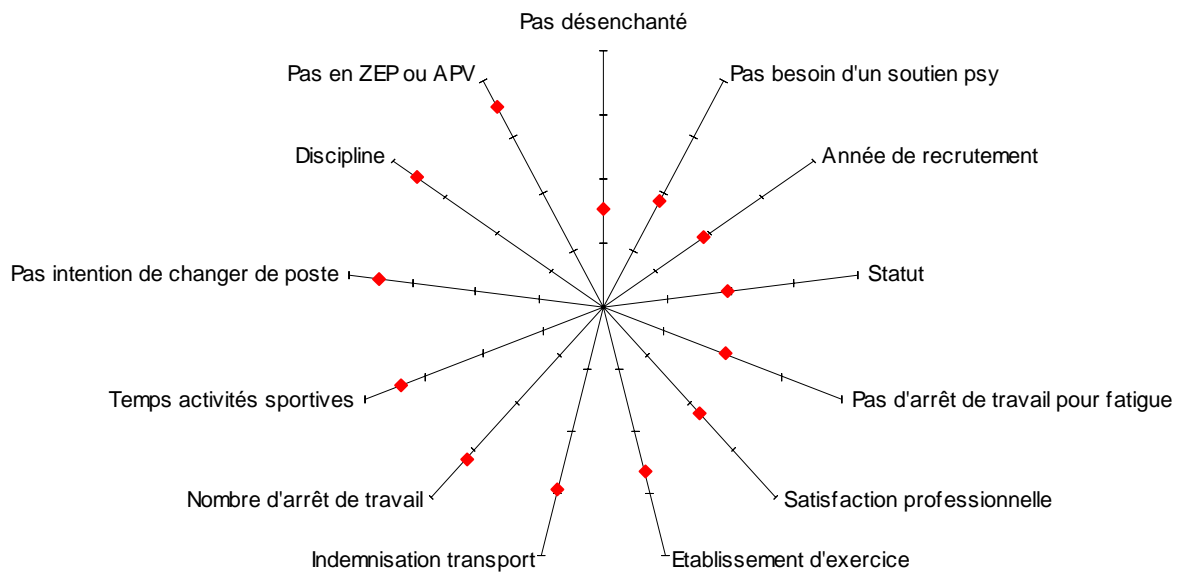 Pas désenchanté
Pas en ZEP ou APV
Pas besoin d'un soutien psy
Discipline
Année de recrutement
Pas intention de changer de poste
Statut
Temps activités sportives
Pas d'arrêt de travail pour fatigue
Nombre d'arrêt de travail
Satisfaction professionnelle
Indemnisation transport
Etablissement d'exercice